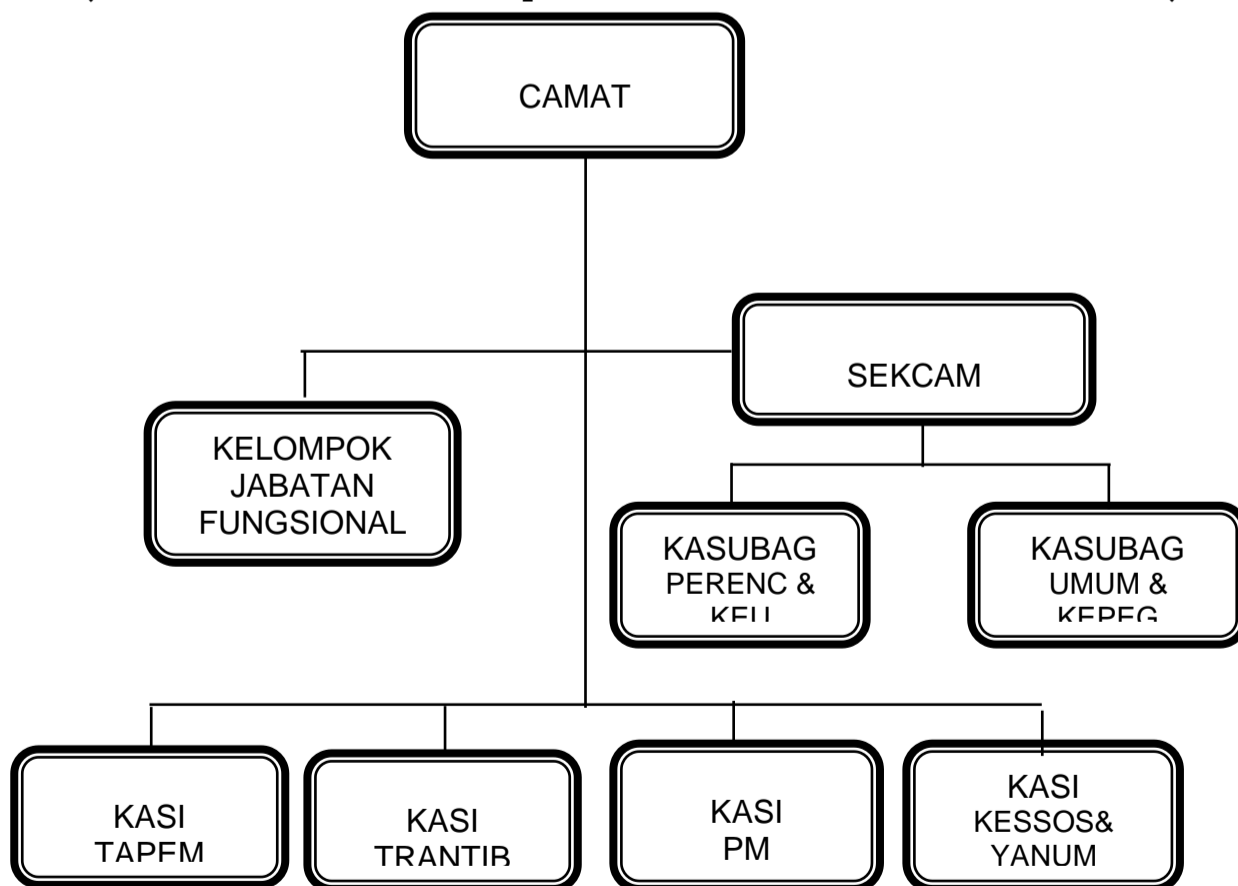 CAMAT
SEKCAM
KELOMPOK
JABATAN
FUNGSIONAL
KASUBAG
PERENC &
KEU
KASUBAG
UMUM &
KEPEG
KASI
TAPEM
KASI
TRANTIB
KASI
PM
KASI
KESSOS&
YANUM